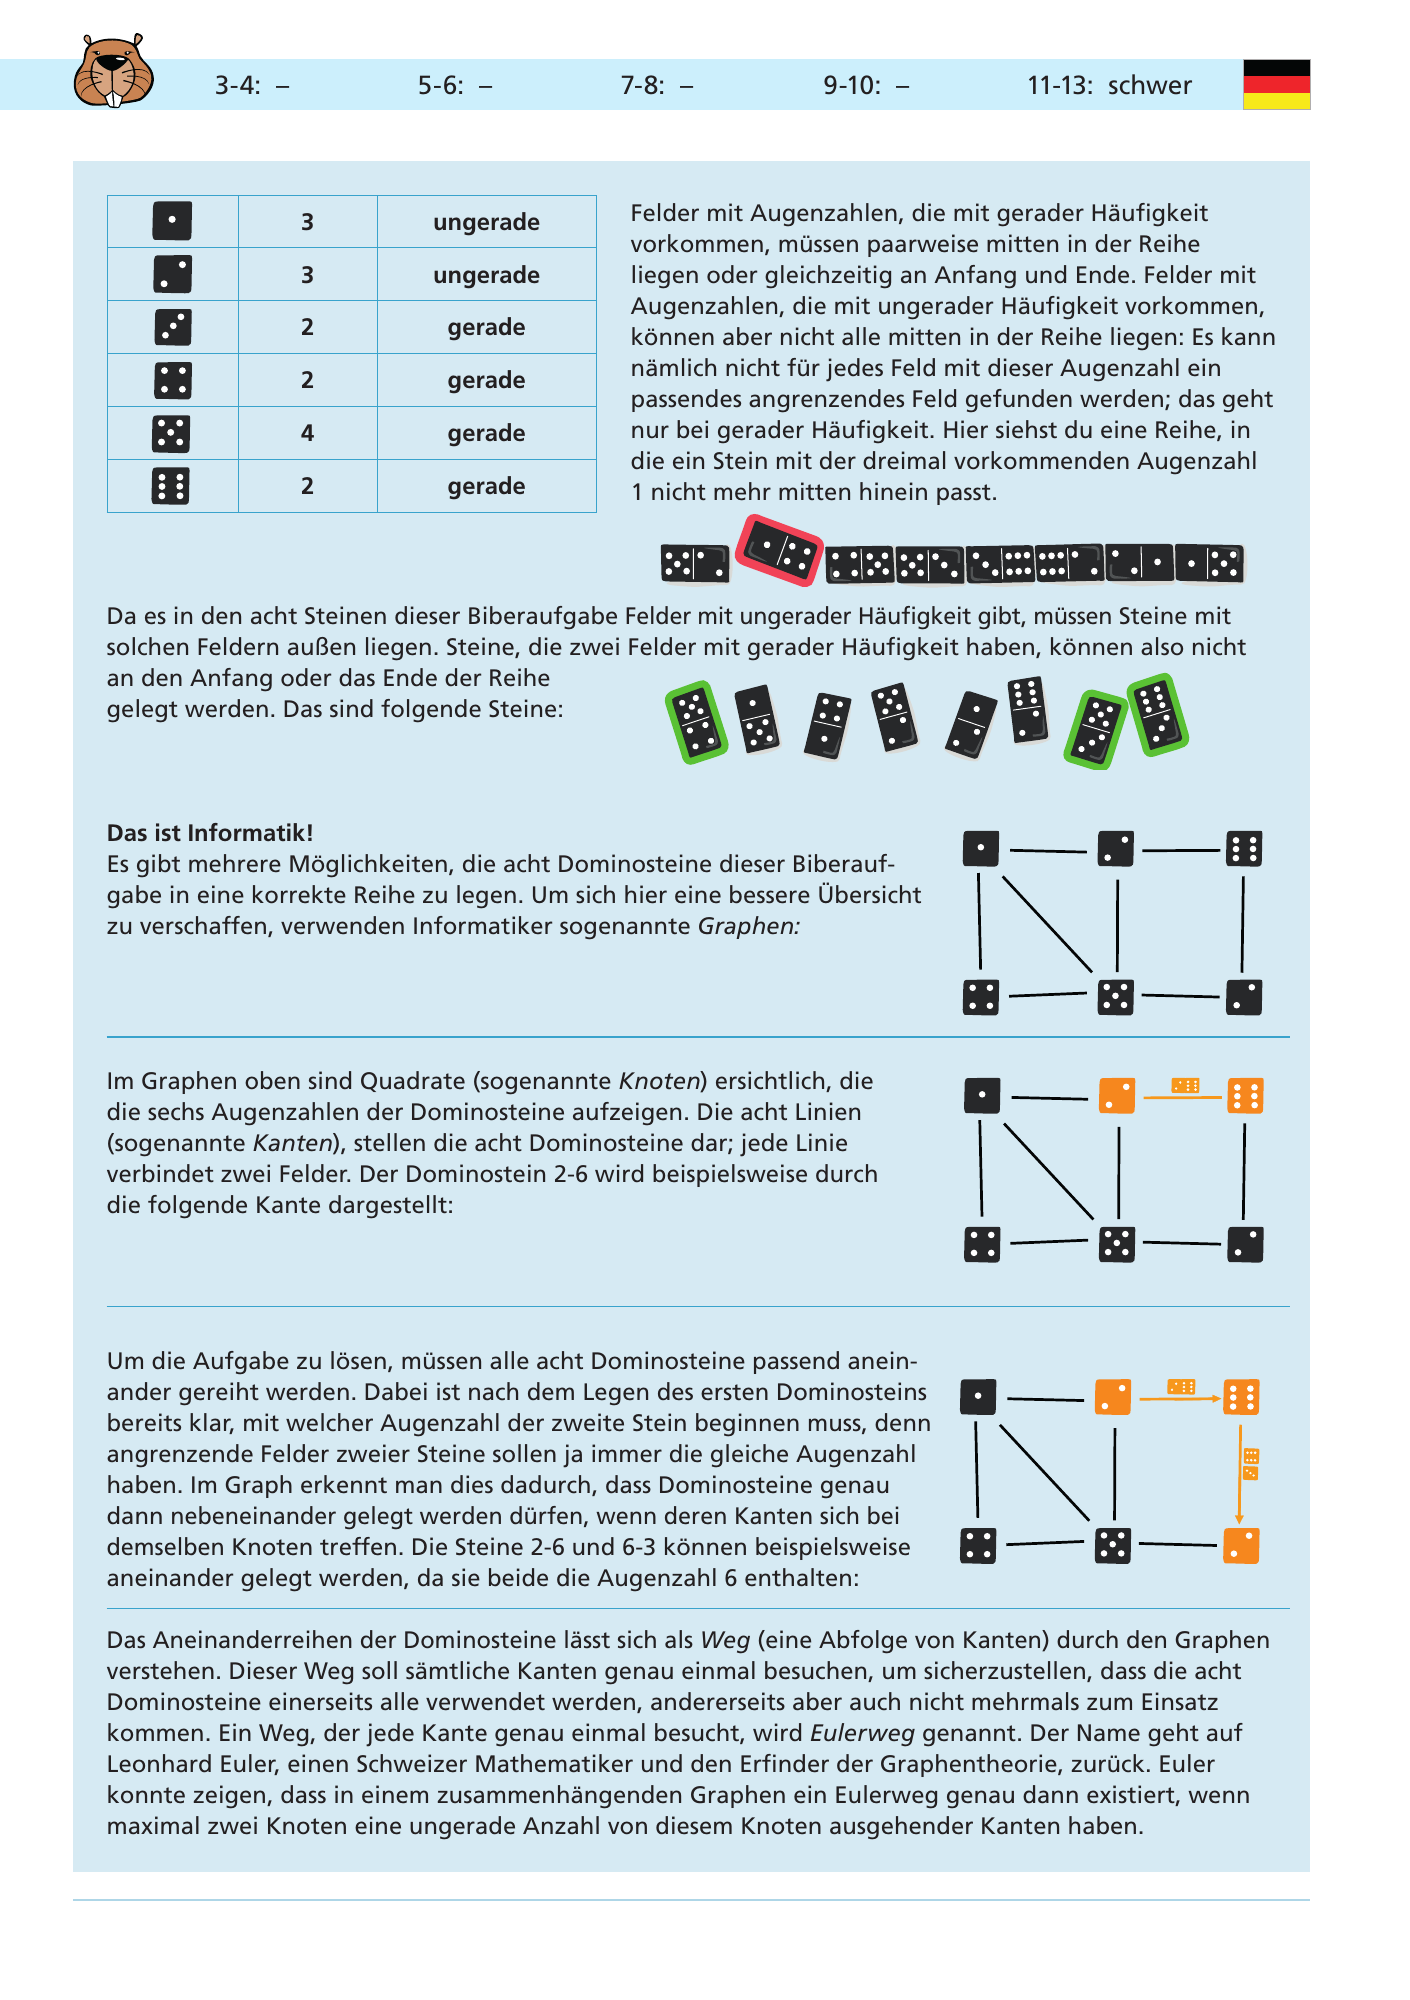 3-4: –   5-6: –   7-8: –   9-10: –   11-13: schwer
3   ungerade
3   ungerade
2   gerade
2   gerade
4   gerade
2   gerade
Felder mit Augenzahlen, die mit gerader Häufigkeit
vorkommen, müssen paarweise mitten in der Reihe
liegen oder gleichzeitig an Anfang und Ende. Felder mit
Augenzahlen, die mit ungerader Häufigkeit vorkommen,
können aber nicht alle mitten in der Reihe liegen: Es kann
nämlich nicht für jedes Feld mit dieser Augenzahl ein
passendes angrenzendes Feld gefunden werden; das geht
nur bei gerader Häufigkeit. Hier siehst du eine Reihe, in
die ein Stein mit der dreimal vorkommenden Augenzahl
1 nicht mehr mitten hinein passt.
Da es in den acht Steinen dieser Biberaufgabe Felder mit ungerader Häufigkeit gibt, müssen Steine mit
solchen Feldern außen liegen. Steine, die zwei Felder mit gerader Häufigkeit haben, können also nicht
an den Anfang oder das Ende der Reihe
gelegt werden. Das sind folgende Steine:
Das ist Informatik!
Es gibt mehrere Möglichkeiten, die acht Dominosteine dieser Biberauf-
gabe in eine korrekte Reihe zu legen. Um sich hier eine bessere Übersicht
zu verschaffen, verwenden Informatiker sogenannte Graphen:
Im Graphen oben sind Quadrate (sogenannte Knoten) ersichtlich, die
die sechs Augenzahlen der Dominosteine aufzeigen. Die acht Linien
(sogenannte Kanten), stellen die acht Dominosteine dar; jede Linie
verbindet zwei Felder. Der Dominostein 2-6 wird beispielsweise durch
die folgende Kante dargestellt:
Um die Aufgabe zu lösen, müssen alle acht Dominosteine passend anein-
ander gereiht werden. Dabei ist nach dem Legen des ersten Dominosteins
bereits klar, mit welcher Augenzahl der zweite Stein beginnen muss, denn
angrenzende Felder zweier Steine sollen ja immer die gleiche Augenzahl
haben. Im Graph erkennt man dies dadurch, dass Dominosteine genau
dann nebeneinander gelegt werden dürfen, wenn deren Kanten sich bei
demselben Knoten treffen. Die Steine 2-6 und 6-3 können beispielsweise
aneinander gelegt werden, da sie beide die Augenzahl 6 enthalten:
Das Aneinanderreihen der Dominosteine lässt sich als Weg (eine Abfolge von Kanten) durch den Graphen
verstehen. Dieser Weg soll sämtliche Kanten genau einmal besuchen, um sicherzustellen, dass die acht
Dominosteine einerseits alle verwendet werden, andererseits aber auch nicht mehrmals zum Einsatz
kommen. Ein Weg, der jede Kante genau einmal besucht, wird Eulerweg genannt. Der Name geht auf
Leonhard Euler, einen Schweizer Mathematiker und den Erfinder der Graphentheorie, zurück. Euler
konnte zeigen, dass in einem zusammenhängenden Graphen ein Eulerweg genau dann existiert, wenn
maximal zwei Knoten eine ungerade Anzahl von diesem Knoten ausgehender Kanten haben.